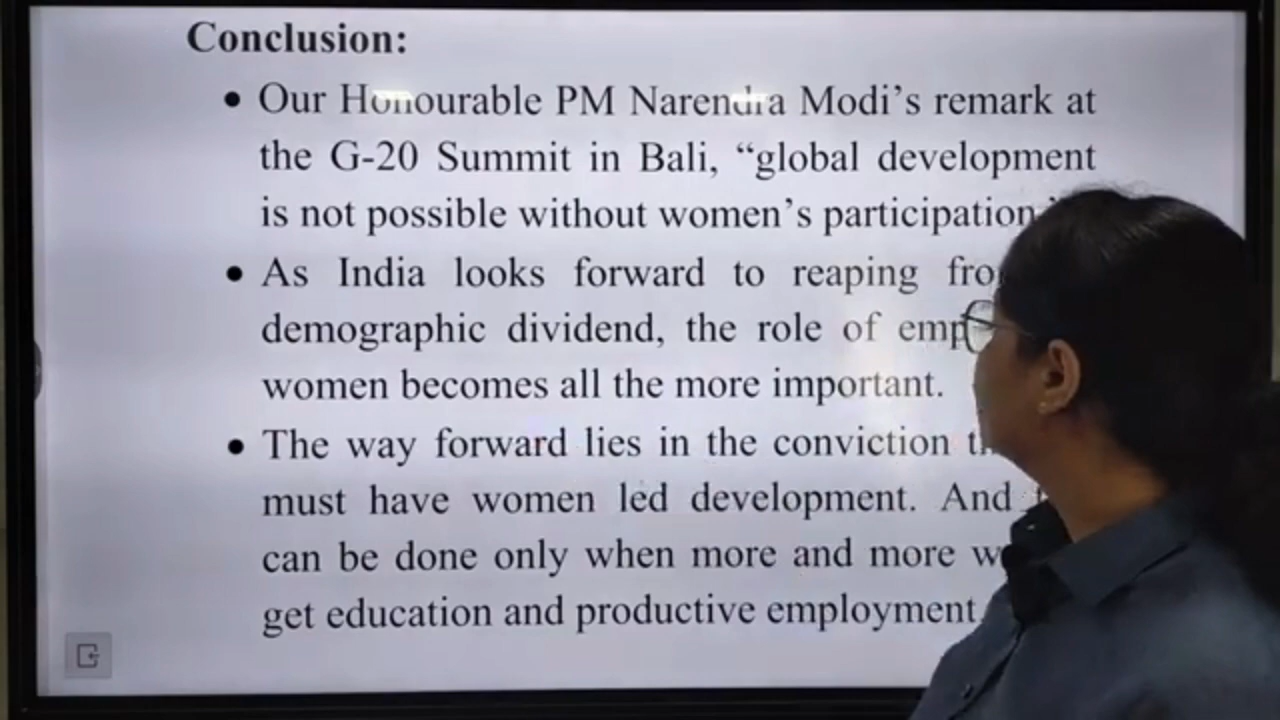 Conclusion:
• Our Honourable PM Narendra Modi’s remark at
the G-20 Summit in Bali, “global development
is not possible without women’s participation
• As India looks forward to reaping
demographic dividend, the role of
women becomes all the more important.
• The way forward lies in the conviction
must have women led development. And
can be done only when more and more
get education and productive employment.